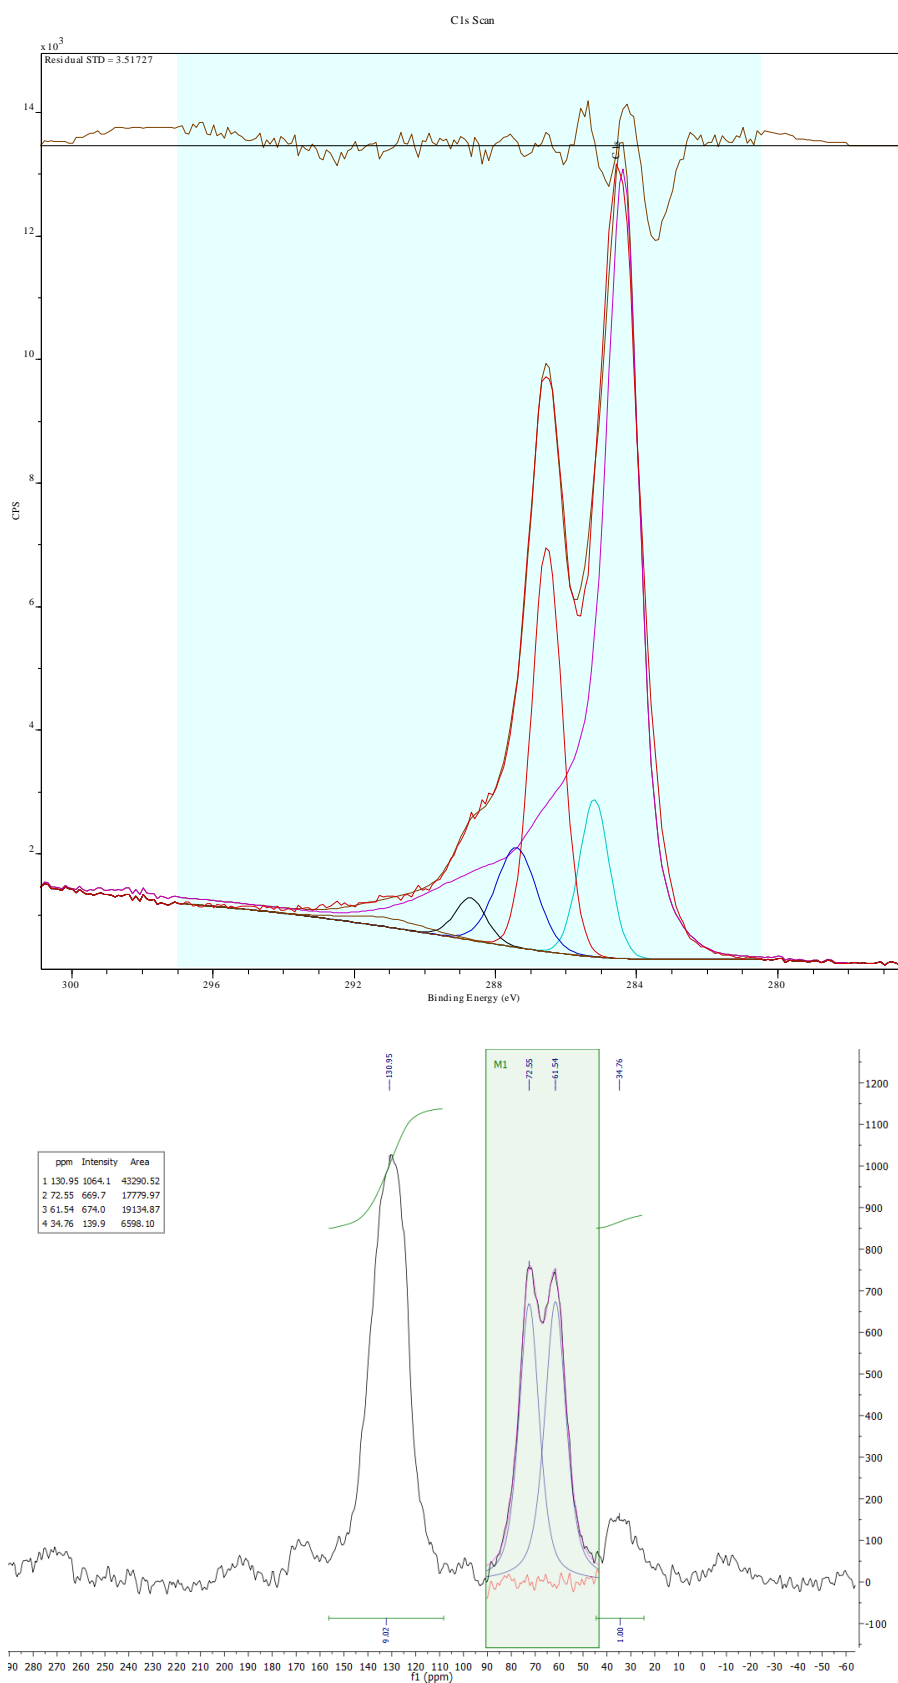 C1s Scan
x 10³
Residual STD = 3.51727
C1s
14
12
10
8
6
4
2
CPS
300 296 292 288 284 280
Binding Energy (eV)
130.95
M1
72.55
61.54
34.76
ppm Intensity Area
1 130.95 1064.1 43290.52
2 72.55 669.7 17779.97
3 61.54 674.0 19134.87
4 34.76 139.9 6598.10
1200
1100
1000
900
800
700
600
500
400
300
200
100
0
-100
9.02
1.00
90 280 270 260 250 240 230 220 210 200 190 180 170 160 150 140 130 120 110 100 90 80 70 60 50 40 30 20 10 0 -10 -20 -30 -40 -50 -60
f1 (ppm)